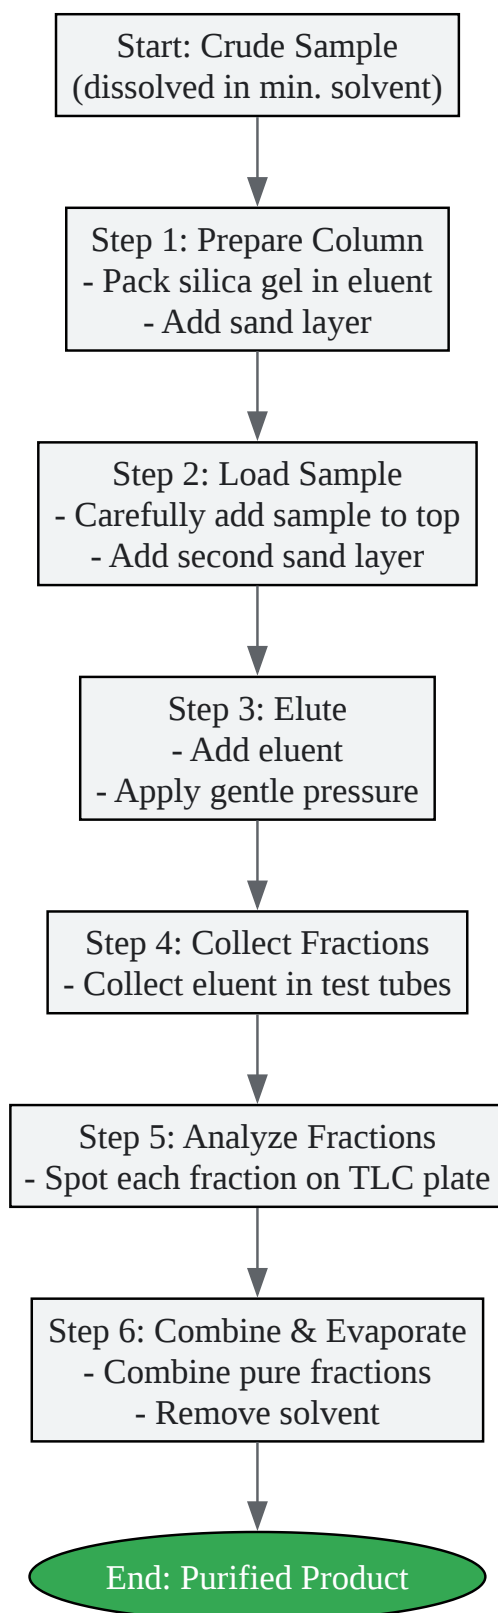 Start: Crude Sample
(dissolved in min. solvent)
Step 1: Prepare Column
- Pack silica gel in eluent
- Add sand layer
Step 2: Load Sample
- Carefully add sample to top
- Add second sand layer
Step 3: Elute
- Add eluent
- Apply gentle pressure
Step 4: Collect Fractions
- Collect eluent in test tubes
Step 5: Analyze Fractions
- Spot each fraction on TLC plate
Step 6: Combine & Evaporate
- Combine pure fractions
- Remove solvent
End: Purified Product